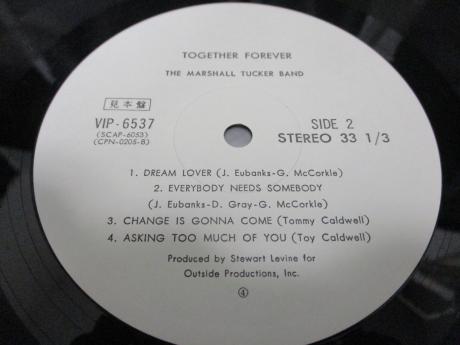 TOGETHER FOREVER
THE MARSHALL TUCKER BAND
見本盤
VIP-6537
(SCAP-6053)
(CPN-0205-B)
SIDE 2
STEREO 33 1/3
1. DREAM LOVER (J. Eubanks-G. McCorkle)
2. EVERYBODY NEEDS SOMEBODY
(J. Eubanks-D. Gray-G. McCorkle)
3. CHANGE IS GONNA COME (Tommy Caldwell)
4. ASKING TOO MUCH OF YOU (Toy Caldwell)
Produced by Stewart Levine for
Outside Productions, Inc.
④